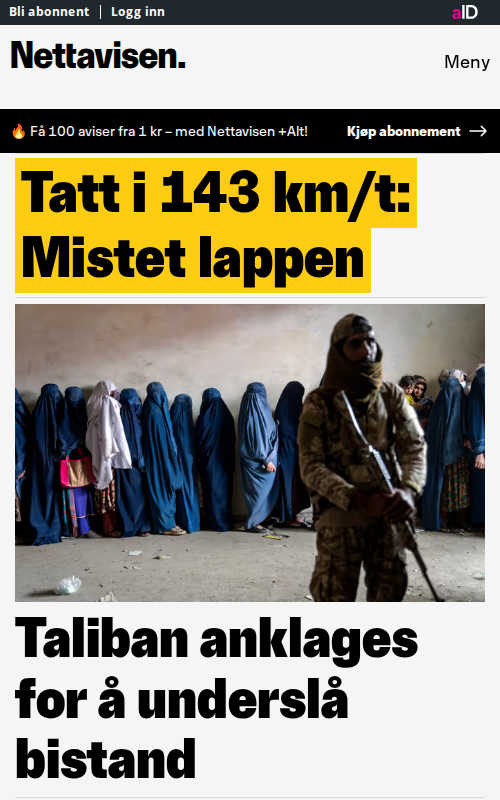 Bli abonnent | Logg inn
aID
Nettavisen.
Meny
🔥 Få 100 aviser fra 1 kr – med Nettavisen +Alt!
Kjøp abonnement →
Tatt i 143 km/t:
Mistet lappen
Taliban anklages
for å underslå
bistand